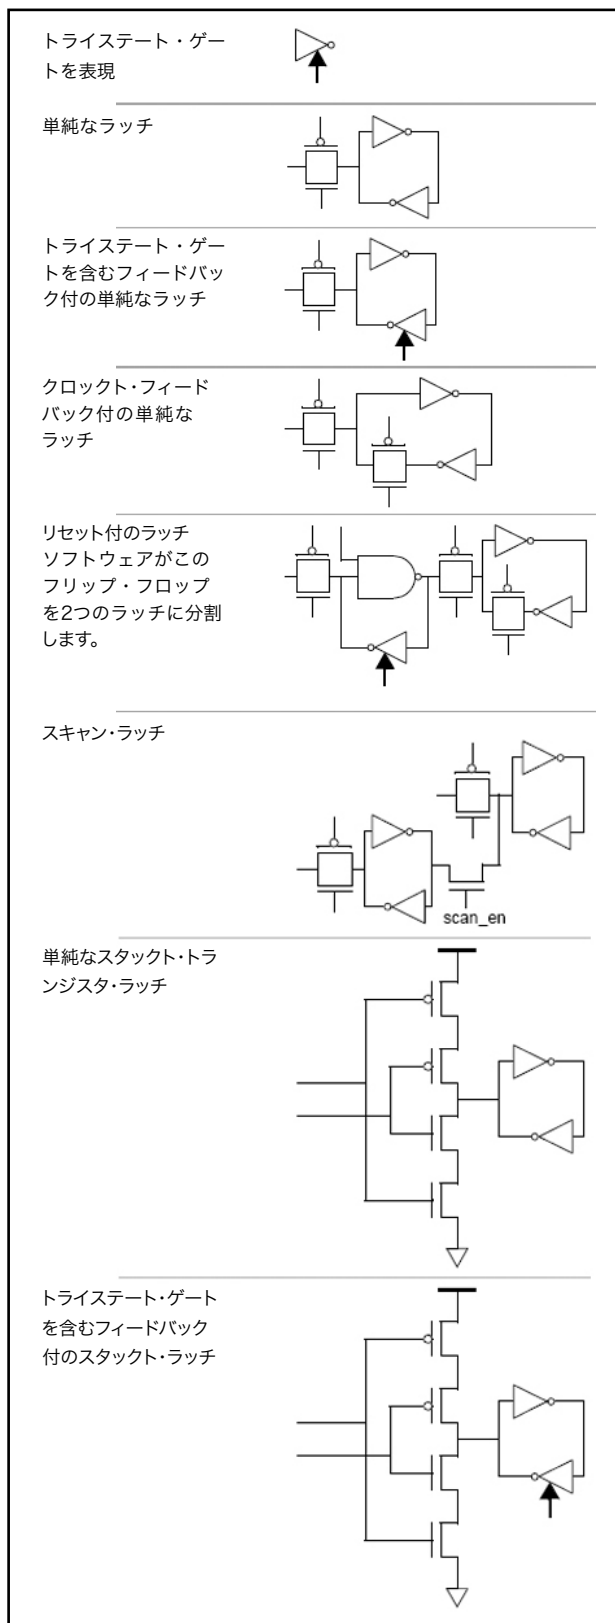 トライステート・ゲー
トを表現
単純なラッチ
トライステート・ゲー
トを含むフィードバッ
ク付の単純なラッチ
クロックト・フィード
バック付の単純な
ラッチ
リセット付のラッチ
ソフトウェアがこの
フリップ・フロップ
を2つのラッチに分割
します。
スキャン・ラッチ
scan_en
単純なスタックト・トラ
ンジスタ・ラッチ
トライステート・ゲート
を含むフィードバック
付のスタックト・ラッチ